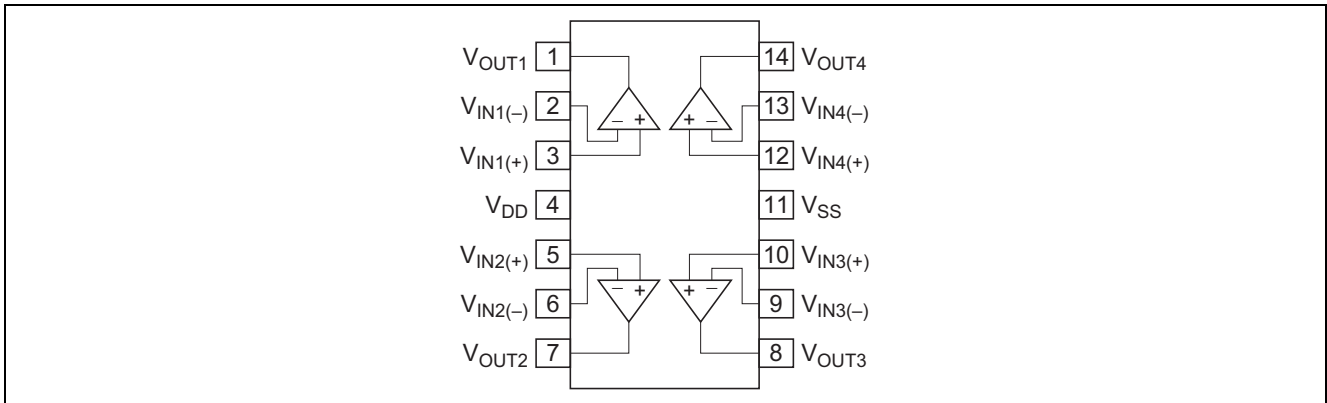 VOUT1 1 14 VOUT4
VIN1(–) 2 13 VIN4(–)
– + + –
VIN1(+) 3 12 VIN4(+)
VDD 4 11 VSS
VIN2(+) 5 10 VIN3(+)
– + + –
VIN2(–) 6 9 VIN3(–)
VOUT2 7 8 VOUT3